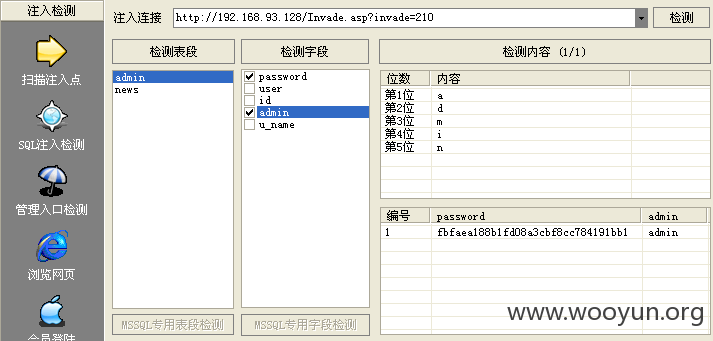 注入检测
注入连接
http://192.168.93.128/Invade.asp?invade=210
检测
扫描注入点
SQL注入检测
管理入口检测
浏览网页
会员登陆
检测表段
admin
news
MSSQL专用表段检测
检测字段
password
user
id
admin
u_name
MSSQL专用字段检测
检测内容 (1/1)
位数 内容
第1位 a
第2位 d
第3位 m
第4位 i
第5位 n
编号 password admin
1 fbfaea188b1fd08a3cbf8cc784191bb1 admin
www.wooyun.org